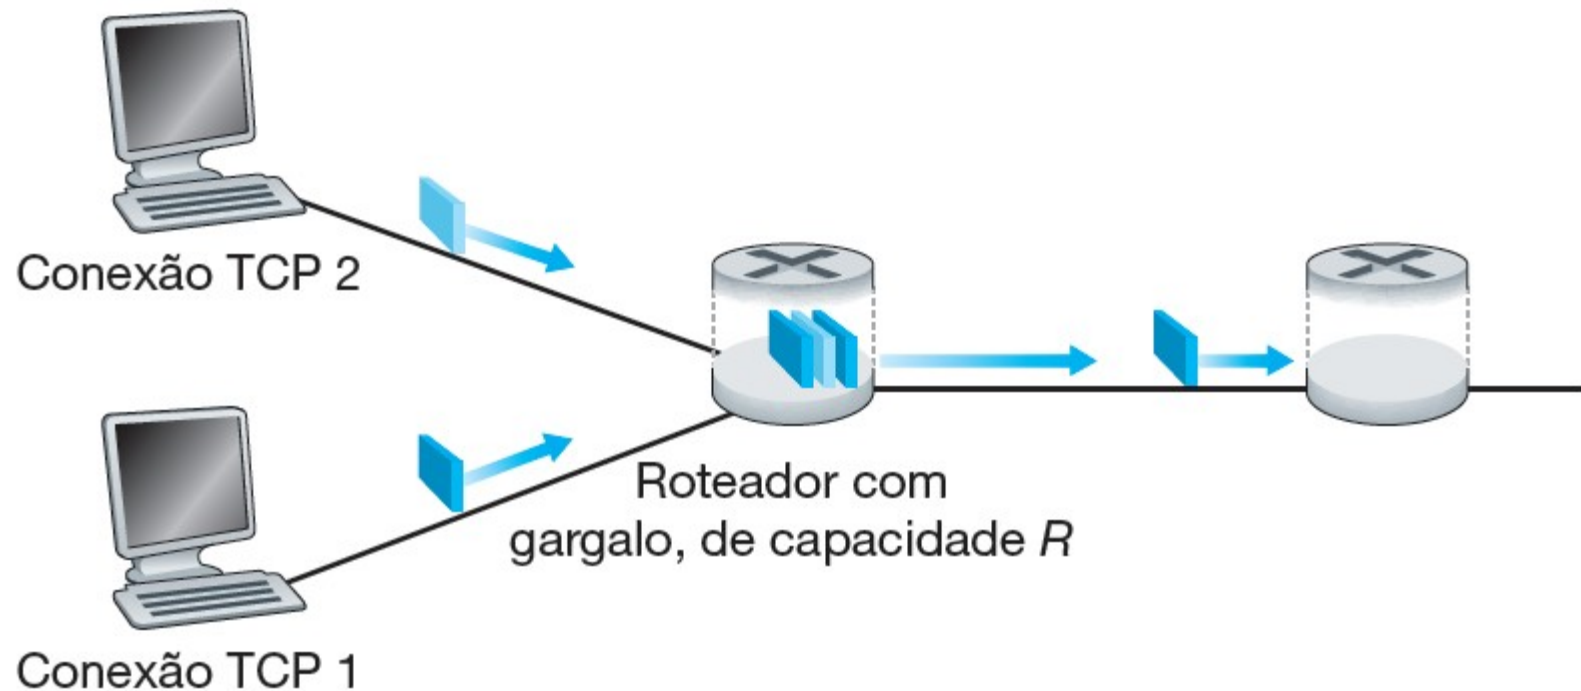 Conexão TCP 2
Roteador com
gargalo, de capacidade R
Conexão TCP 1